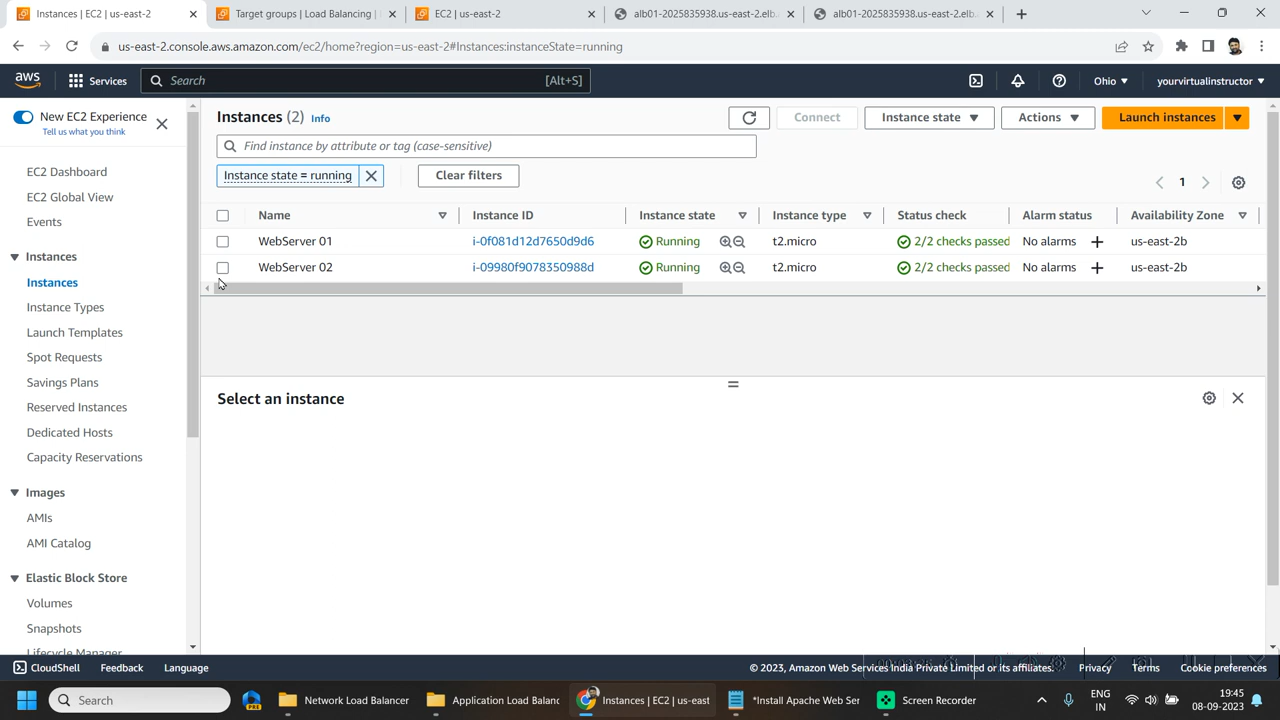 Instances | EC2 | us-east-2
Target groups | Load Balancing |
EC2 | us-east-2
alb01-2025835938.us-east-2.elb.
alb01-2025835938.us-east-2.elb.
us-east-2.console.aws.amazon.com/ec2/home?region=us-east-2#Instances:instanceState=running
aws
Services
Search
[Alt+S]
Ohio
yourvirtualinstructor
New EC2 Experience
Tell us what you think
EC2 Dashboard
EC2 Global View
Events
Instances
Instances
Instance Types
Launch Templates
Spot Requests
Savings Plans
Reserved Instances
Dedicated Hosts
Capacity Reservations
Images
AMIs
AMI Catalog
Elastic Block Store
Volumes
Snapshots
Lifecycle Manager
Instances (2) Info
Connect
Instance state
Actions
Launch instances
Find instance by attribute or tag (case-sensitive)
Instance state = running
Clear filters
1
Name Instance ID Instance state Instance type Status check Alarm status Availability Zone
WebServer 01 i-0f081d12d7650d9d6 Running t2.micro 2/2 checks passed No alarms us-east-2b
WebServer 02 i-09980f9078350988d Running t2.micro 2/2 checks passed No alarms us-east-2b
Select an instance
CloudShell
Feedback
Language
© 2023, Amazon Web Services India Private Limited or its affiliates.
Privacy
Terms
Cookie preferences
Search
PRE
Network Load Balancer
Application Load Balanc
Instances | EC2 | us-east
*Install Apache Web Ser
Screen Recorder
ENG
IN
19:45
08-09-2023